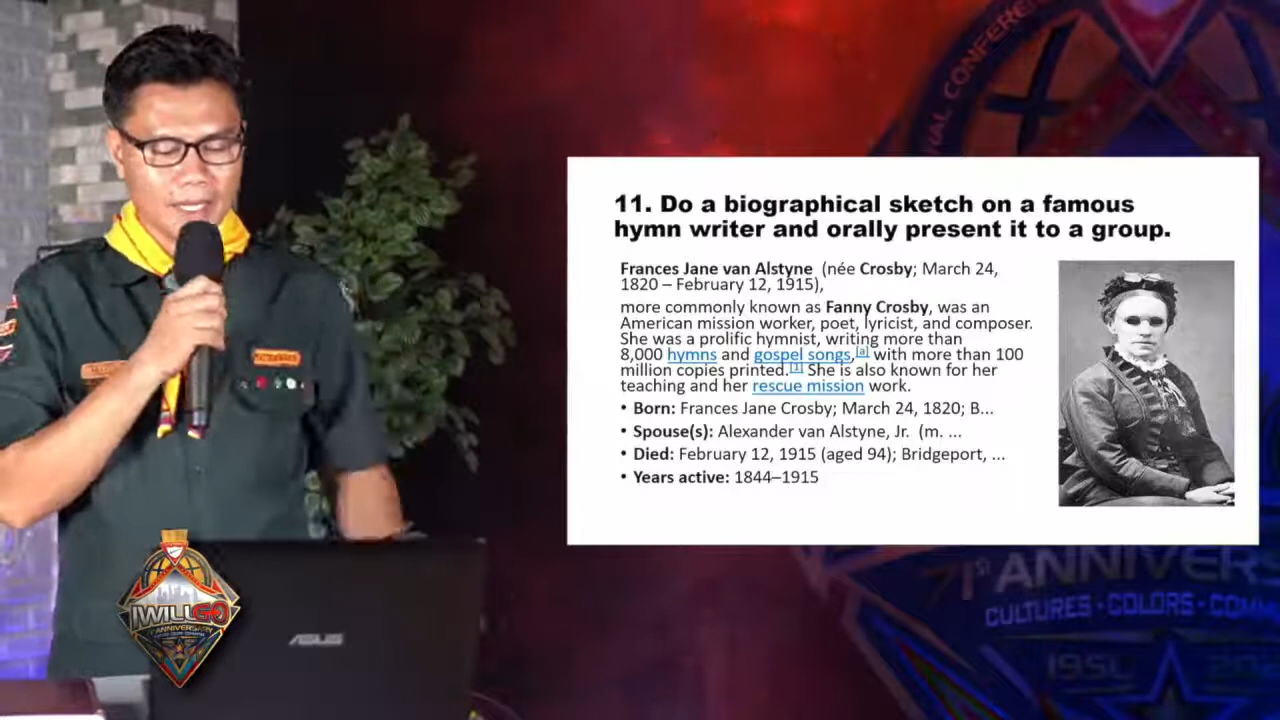 11. Do a biographical sketch on a famous
hymn writer and orally present it to a group.
Frances Jane van Alstyne (née Crosby; March 24,
1820 – February 12, 1915),
more commonly known as Fanny Crosby, was an
American mission worker, poet, lyricist, and composer.
She was a prolific hymnist, writing more than
8,000 hymns and gospel songs,[a] with more than 100
million copies printed.[1] She is also known for her
teaching and her rescue mission work.
• Born: Frances Jane Crosby; March 24, 1820; B...
• Spouse(s): Alexander van Alstyne, Jr. (m. ...
• Died: February 12, 1915 (aged 94); Bridgeport, ...
• Years active: 1844–1915
IWILLGO
ANNIVERSARY
ASUS
71ST ANNIVERS
CULTURES · COLORS · COM